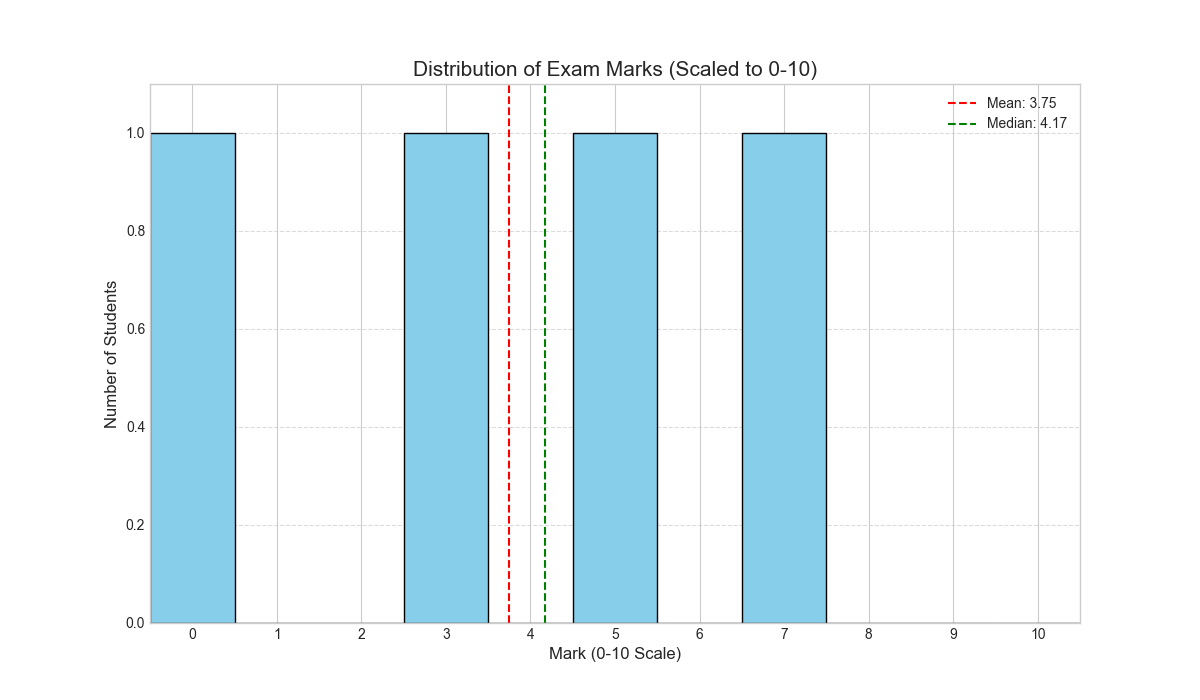 Distribution of Exam Marks (Scaled to 0-10)
Mean: 3.75
Median: 4.17
1.0
0.8
0.6
0.4
0.2
0.0
Number of Students
0 1 2 3 4 5 6 7 8 9 10
Mark (0-10 Scale)